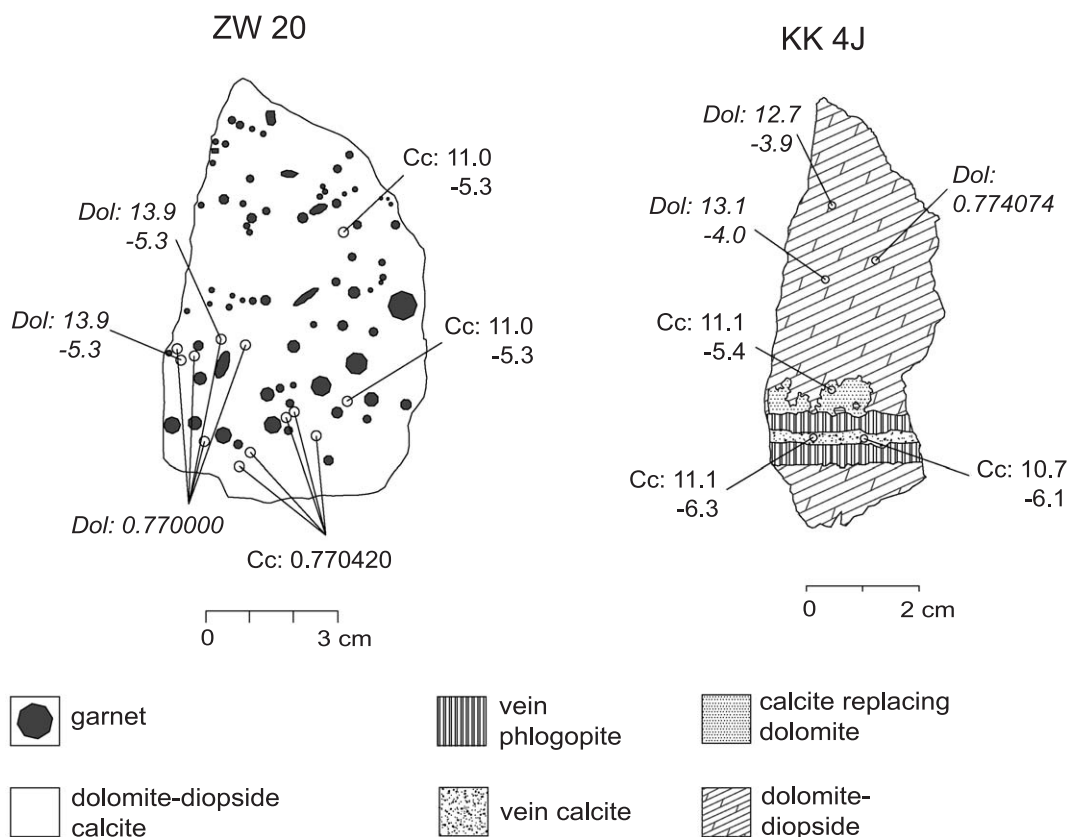 ZW 20
KK 4J
Dol: 12.7
-3.9
Cc: 11.0
-5.3
Dol:
0.774074
Dol: 13.9
-5.3
Dol: 13.1
-4.0
Dol: 13.9
-5.3
Cc: 11.0
-5.3
Cc: 11.1
-5.4
Cc: 11.1
-6.3
Cc: 10.7
-6.1
Dol: 0.770000
Cc: 0.770420
0 3 cm
0 2 cm
garnet
vein
phlogopite
calcite replacing
dolomite
dolomite-diopside
calcite
vein calcite
dolomite-
diopside